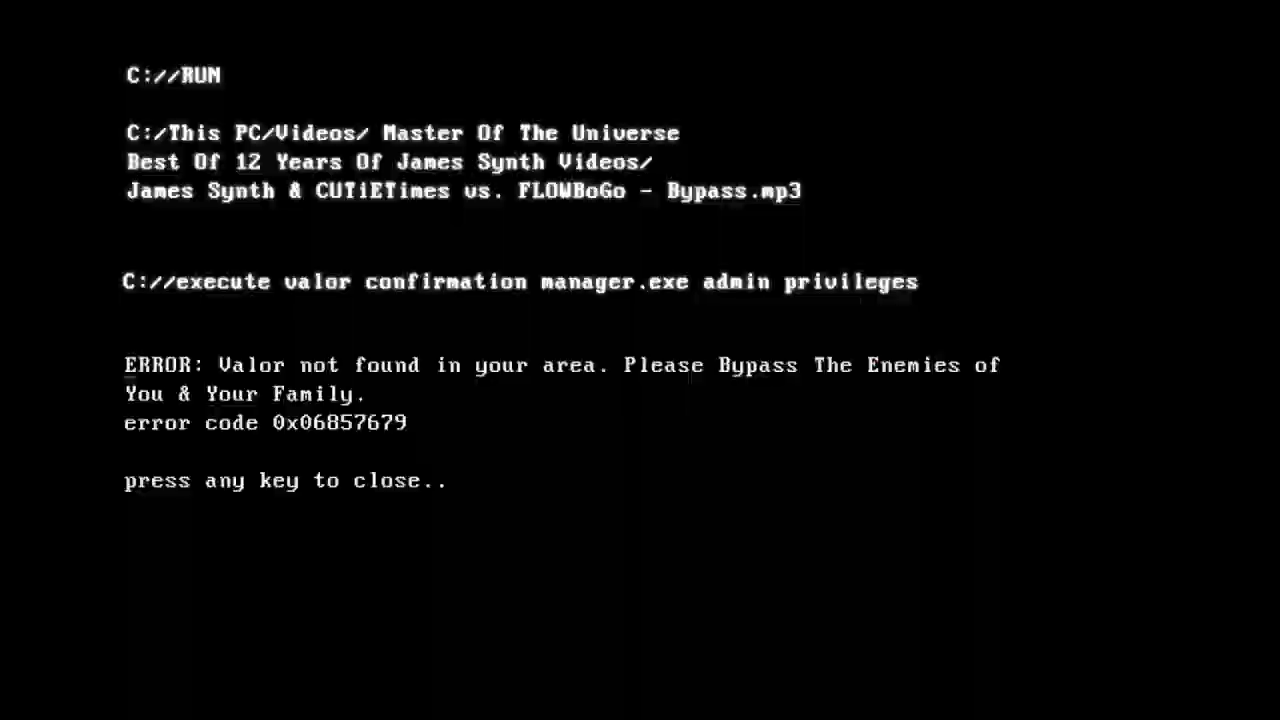 C://RUN
C:/This PC/Videos/ Master Of The Universe
Best Of 12 Years Of James Synth Videos/
James Synth & CUTiETimes vs. FLOWBoGo - Bypass.mp3
C://execute valor confirmation manager.exe admin privileges
ERROR: Valor not found in your area. Please Bypass The Enemies of
You & Your Family.
error code 0x06857679
press any key to close..